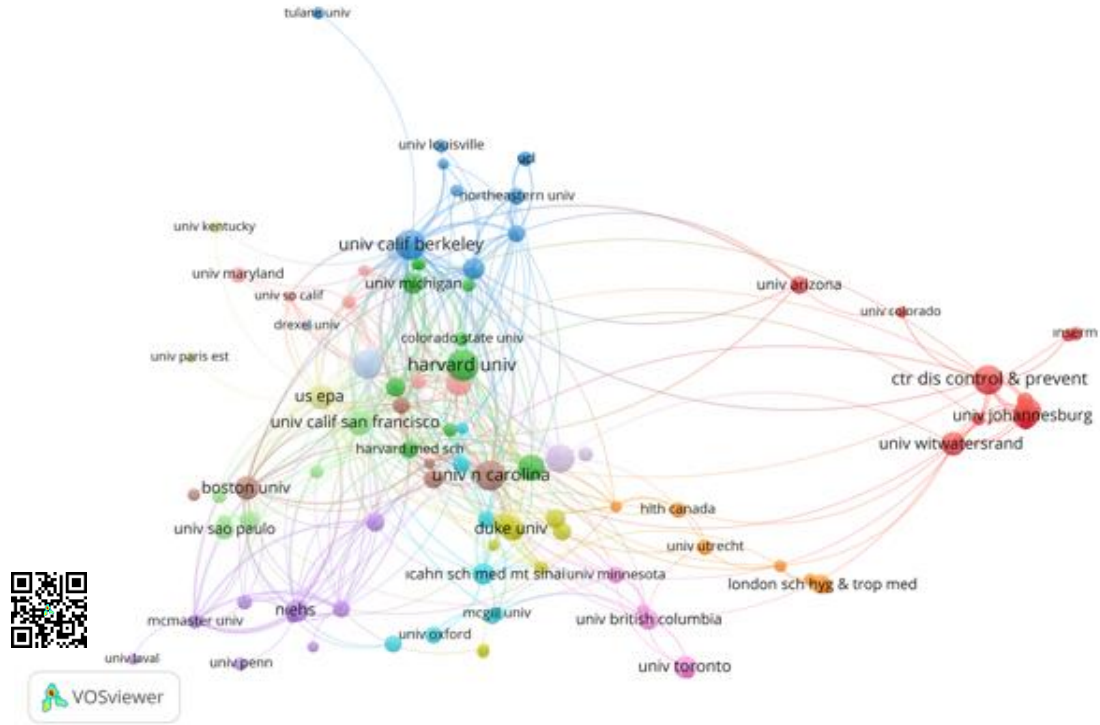 tulane univ
univ louisville
ucl
northeastern univ
univ kentucky
univ calif berkeley
univ maryland
univ michigan
univ arizona
univ so calif
univ colorado
drexel univ
inserm
colorado state univ
univ paris est
harvard univ
ctr dis control & prevent
us epa
univ johannesburg
univ calif san francisco
univ witwatersrand
harvard med sch
univ n carolina
boston univ
hlth canada
univ sao paulo
duke univ
univ utrecht
icahn sch med mt sinai
univ minnesota
london sch hyg & trop med
niehs
mcgill univ
mcmaster univ
univ british columbia
univ oxford
univ laval
univ penn
univ toronto
VOSviewer